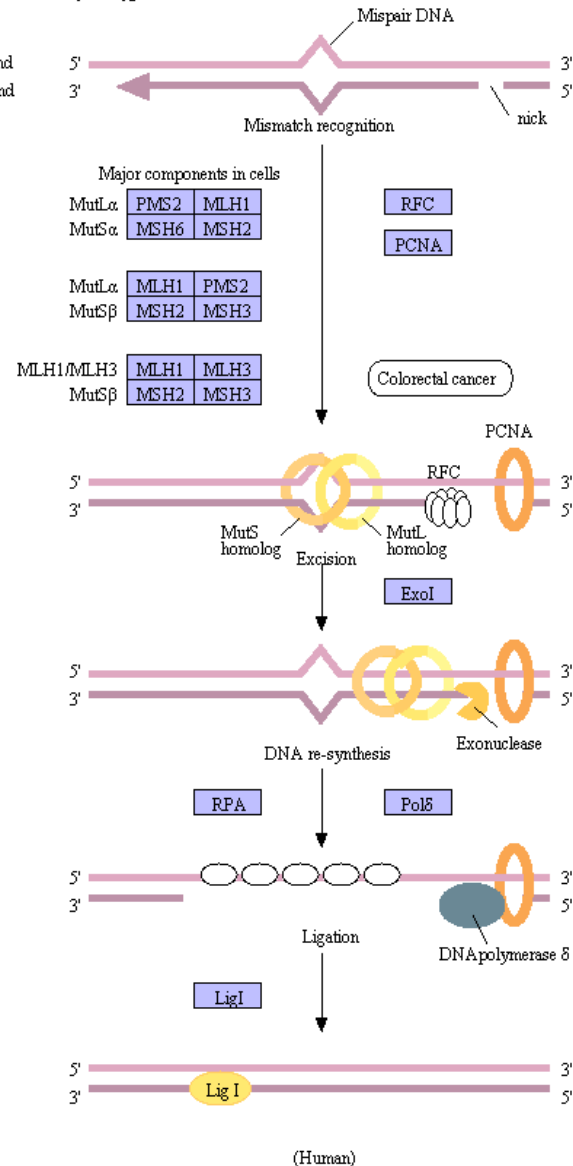 Mispair DNA
5' 3'
3' 5'
nick
Mismatch recognition
Major components in cells
MutLα PMS2 MLH1
MutSα MSH6 MSH2
RFC
PCNA
MutLα MLH1 PMS2
MutSβ MSH2 MSH3
MLH1/MLH3 MLH1 MLH3
MutSβ MSH2 MSH3
Colorectal cancer
PCNA
RFC
5' 3'
3' 5'
MutS
homolog
MutL
homolog
Excision
ExoI
5' 3'
3' 5'
Exonuclease
DNA re-synthesis
RPA Polδ
5' 3'
3' 5'
Ligation
DNA polymerase δ
LigI
5' 3'
3' 5'
Lig I
(Human)